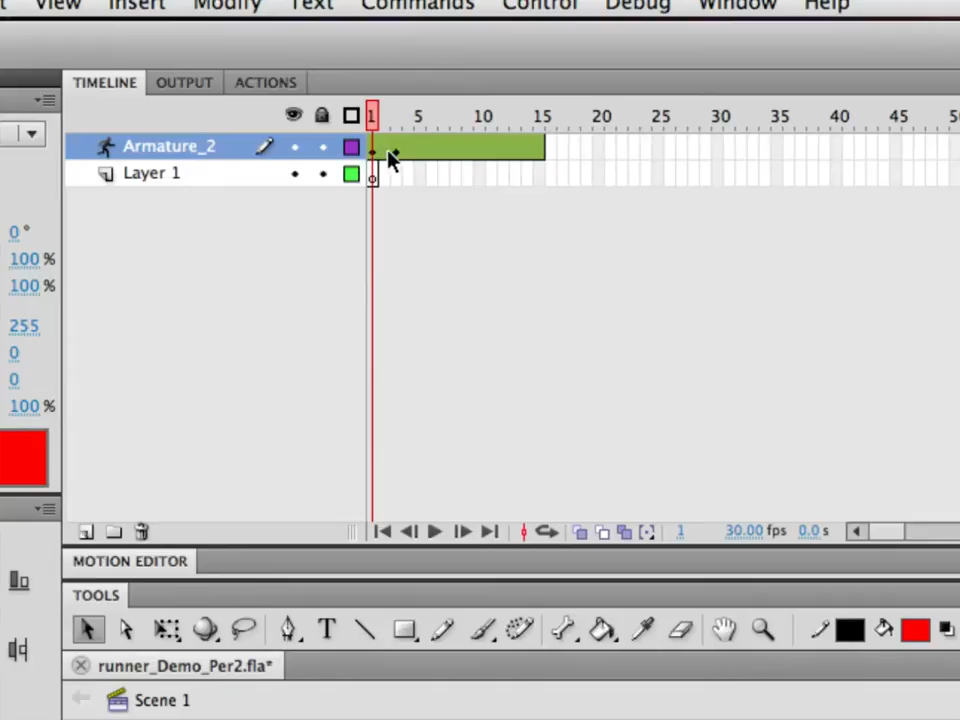 View Insert Modify Text Commands Control Debug Window Help
TIMELINE OUTPUT ACTIONS
1 5 10 15 20 25 30 35 40 45
Armature_2
Layer 1
0°
100 %
100 %
255
0
0
100 %
1 30.00 fps 0.0 s
MOTION EDITOR
TOOLS
T
runner_Demo_Per2.fla*
Scene 1